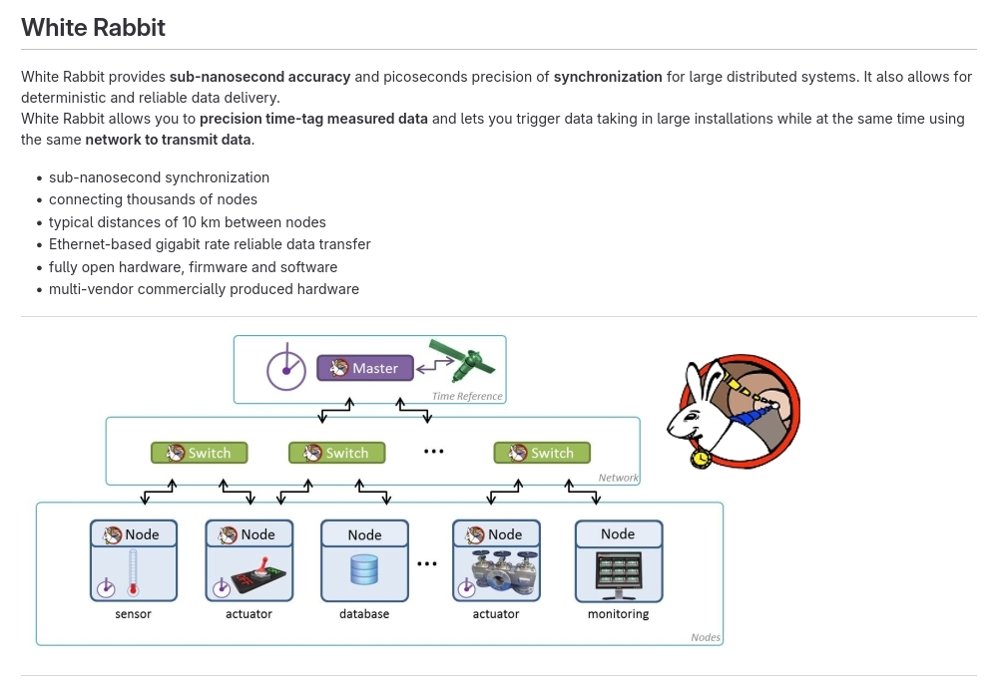 White Rabbit
White Rabbit provides sub-nanosecond accuracy and picoseconds precision of synchronization for large distributed systems. It also allows for
deterministic and reliable data delivery.
White Rabbit allows you to precision time-tag measured data and lets you trigger data taking in large installations while at the same time using
the same network to transmit data.
• sub-nanosecond synchronization
• connecting thousands of nodes
• typical distances of 10 km between nodes
• Ethernet-based gigabit rate reliable data transfer
• fully open hardware, firmware and software
• multi-vendor commercially produced hardware
Master
Time Reference
Switch Switch ... Switch
Network
Node Node Node ... Node Node
OFF
sensor actuator database actuator monitoring
Nodes